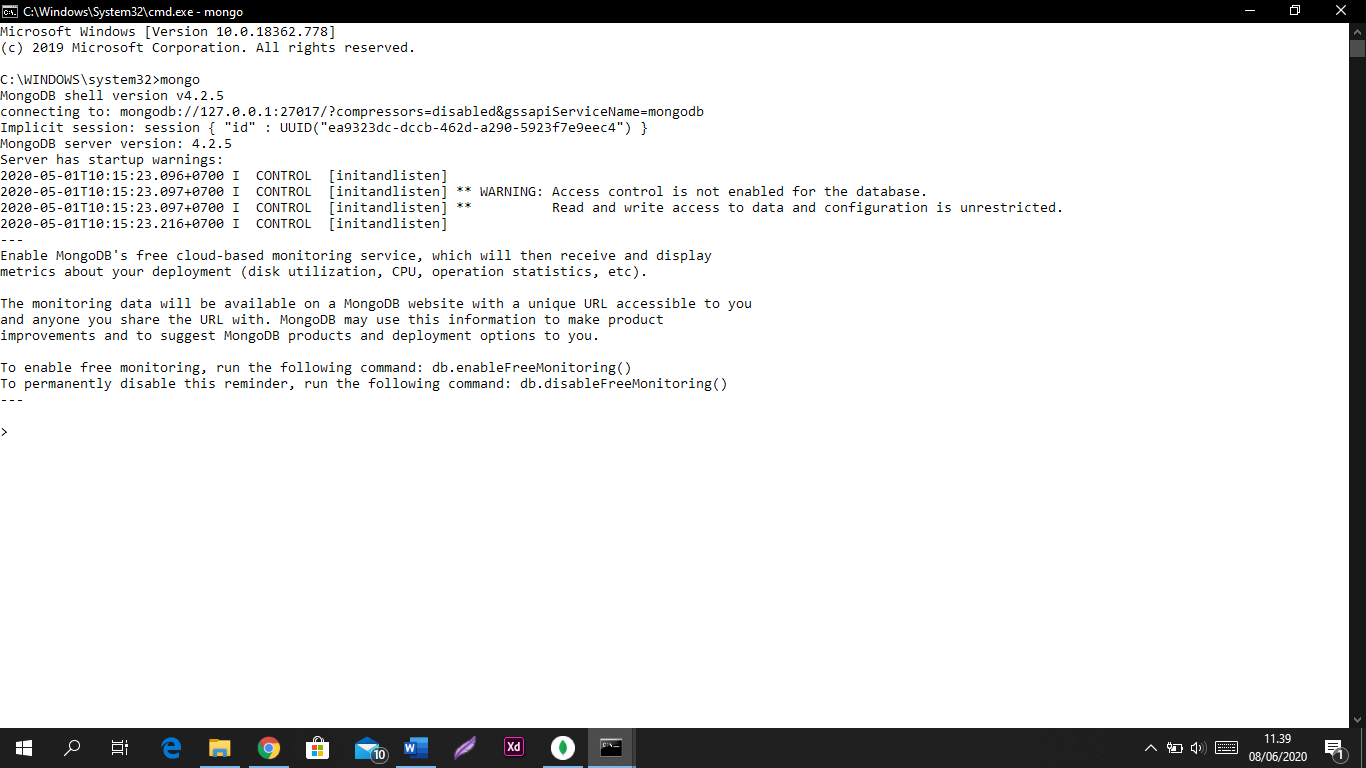 C:\Windows\System32\cmd.exe - mongo
Microsoft Windows [Version 10.0.18362.778]
(c) 2019 Microsoft Corporation. All rights reserved.
C:\WINDOWS\system32>mongo
MongoDB shell version v4.2.5
connecting to: mongodb://127.0.0.1:27017/?compressors=disabled&gssapiServiceName=mongodb
Implicit session: session { "id" : UUID("ea9323dc-dccb-462d-a290-5923f7e9eec4") }
MongoDB server version: 4.2.5
Server has startup warnings:
2020-05-01T10:15:23.096+0700 I  CONTROL  [initandlisten]
2020-05-01T10:15:23.097+0700 I  CONTROL  [initandlisten] ** WARNING: Access control is not enabled for the database.
2020-05-01T10:15:23.097+0700 I  CONTROL  [initandlisten] **          Read and write access to data and configuration is unrestricted.
2020-05-01T10:15:23.216+0700 I  CONTROL  [initandlisten]
---
Enable MongoDB's free cloud-based monitoring service, which will then receive and display
metrics about your deployment (disk utilization, CPU, operation statistics, etc).
The monitoring data will be available on a MongoDB website with a unique URL accessible to you
and anyone you share the URL with. MongoDB may use this information to make product
improvements and to suggest MongoDB products and deployment options to you.
To enable free monitoring, run the following command: db.enableFreeMonitoring()
To permanently disable this reminder, run the following command: db.disableFreeMonitoring()
---
>
10
W
Xd
11.39
08/06/2020
1